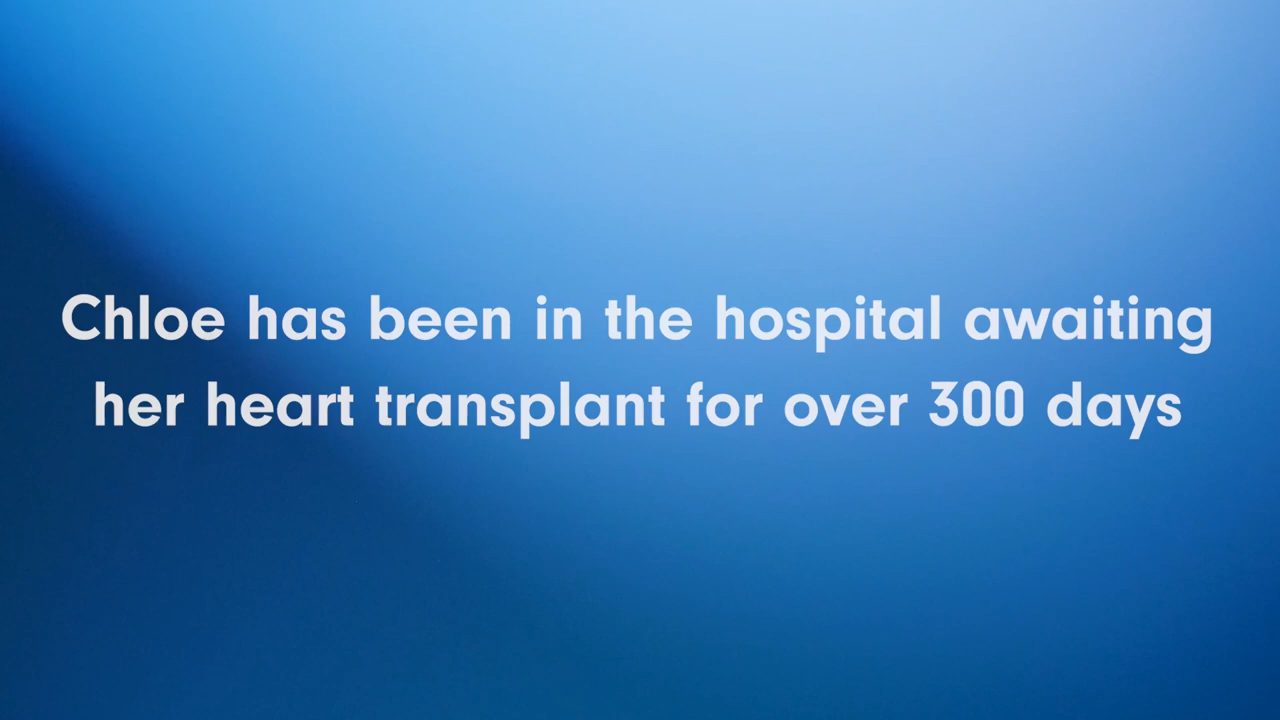 Chloe has been in the hospital awaiting
her heart transplant for over 300 days